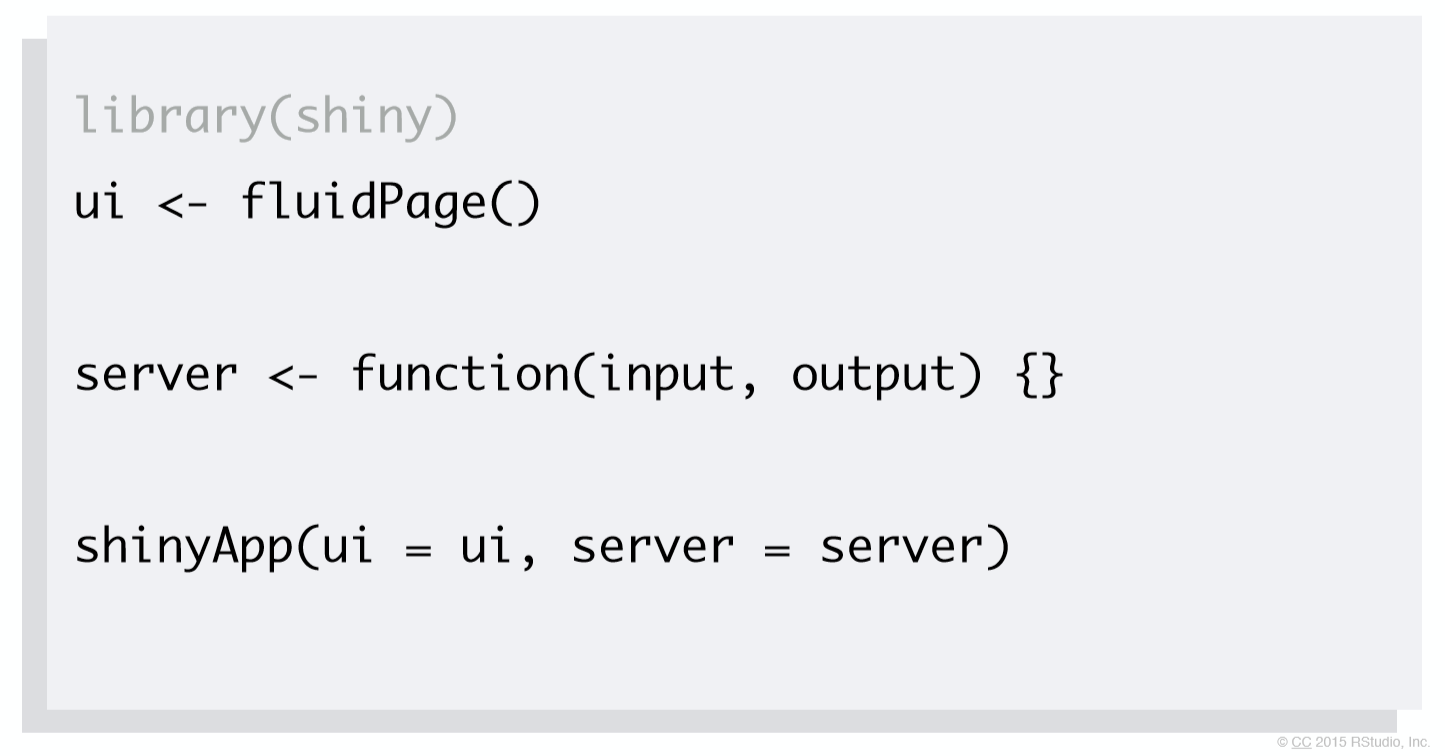 library(shiny)
ui <- fluidPage()
server <- function(input, output) {}
shinyApp(ui = ui, server = server)
© CC 2015 RStudio, Inc.